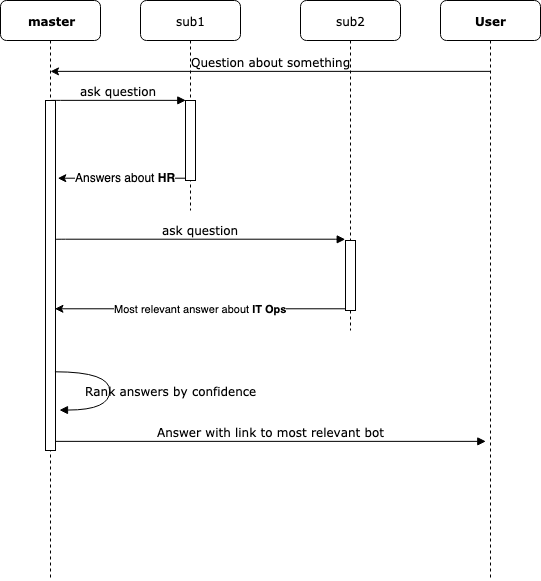 master
sub1
sub2
User
Question about something
ask question
Answers about HR
ask question
Most relevant answer about IT Ops
Rank answers by confidence
Answer with link to most relevant bot